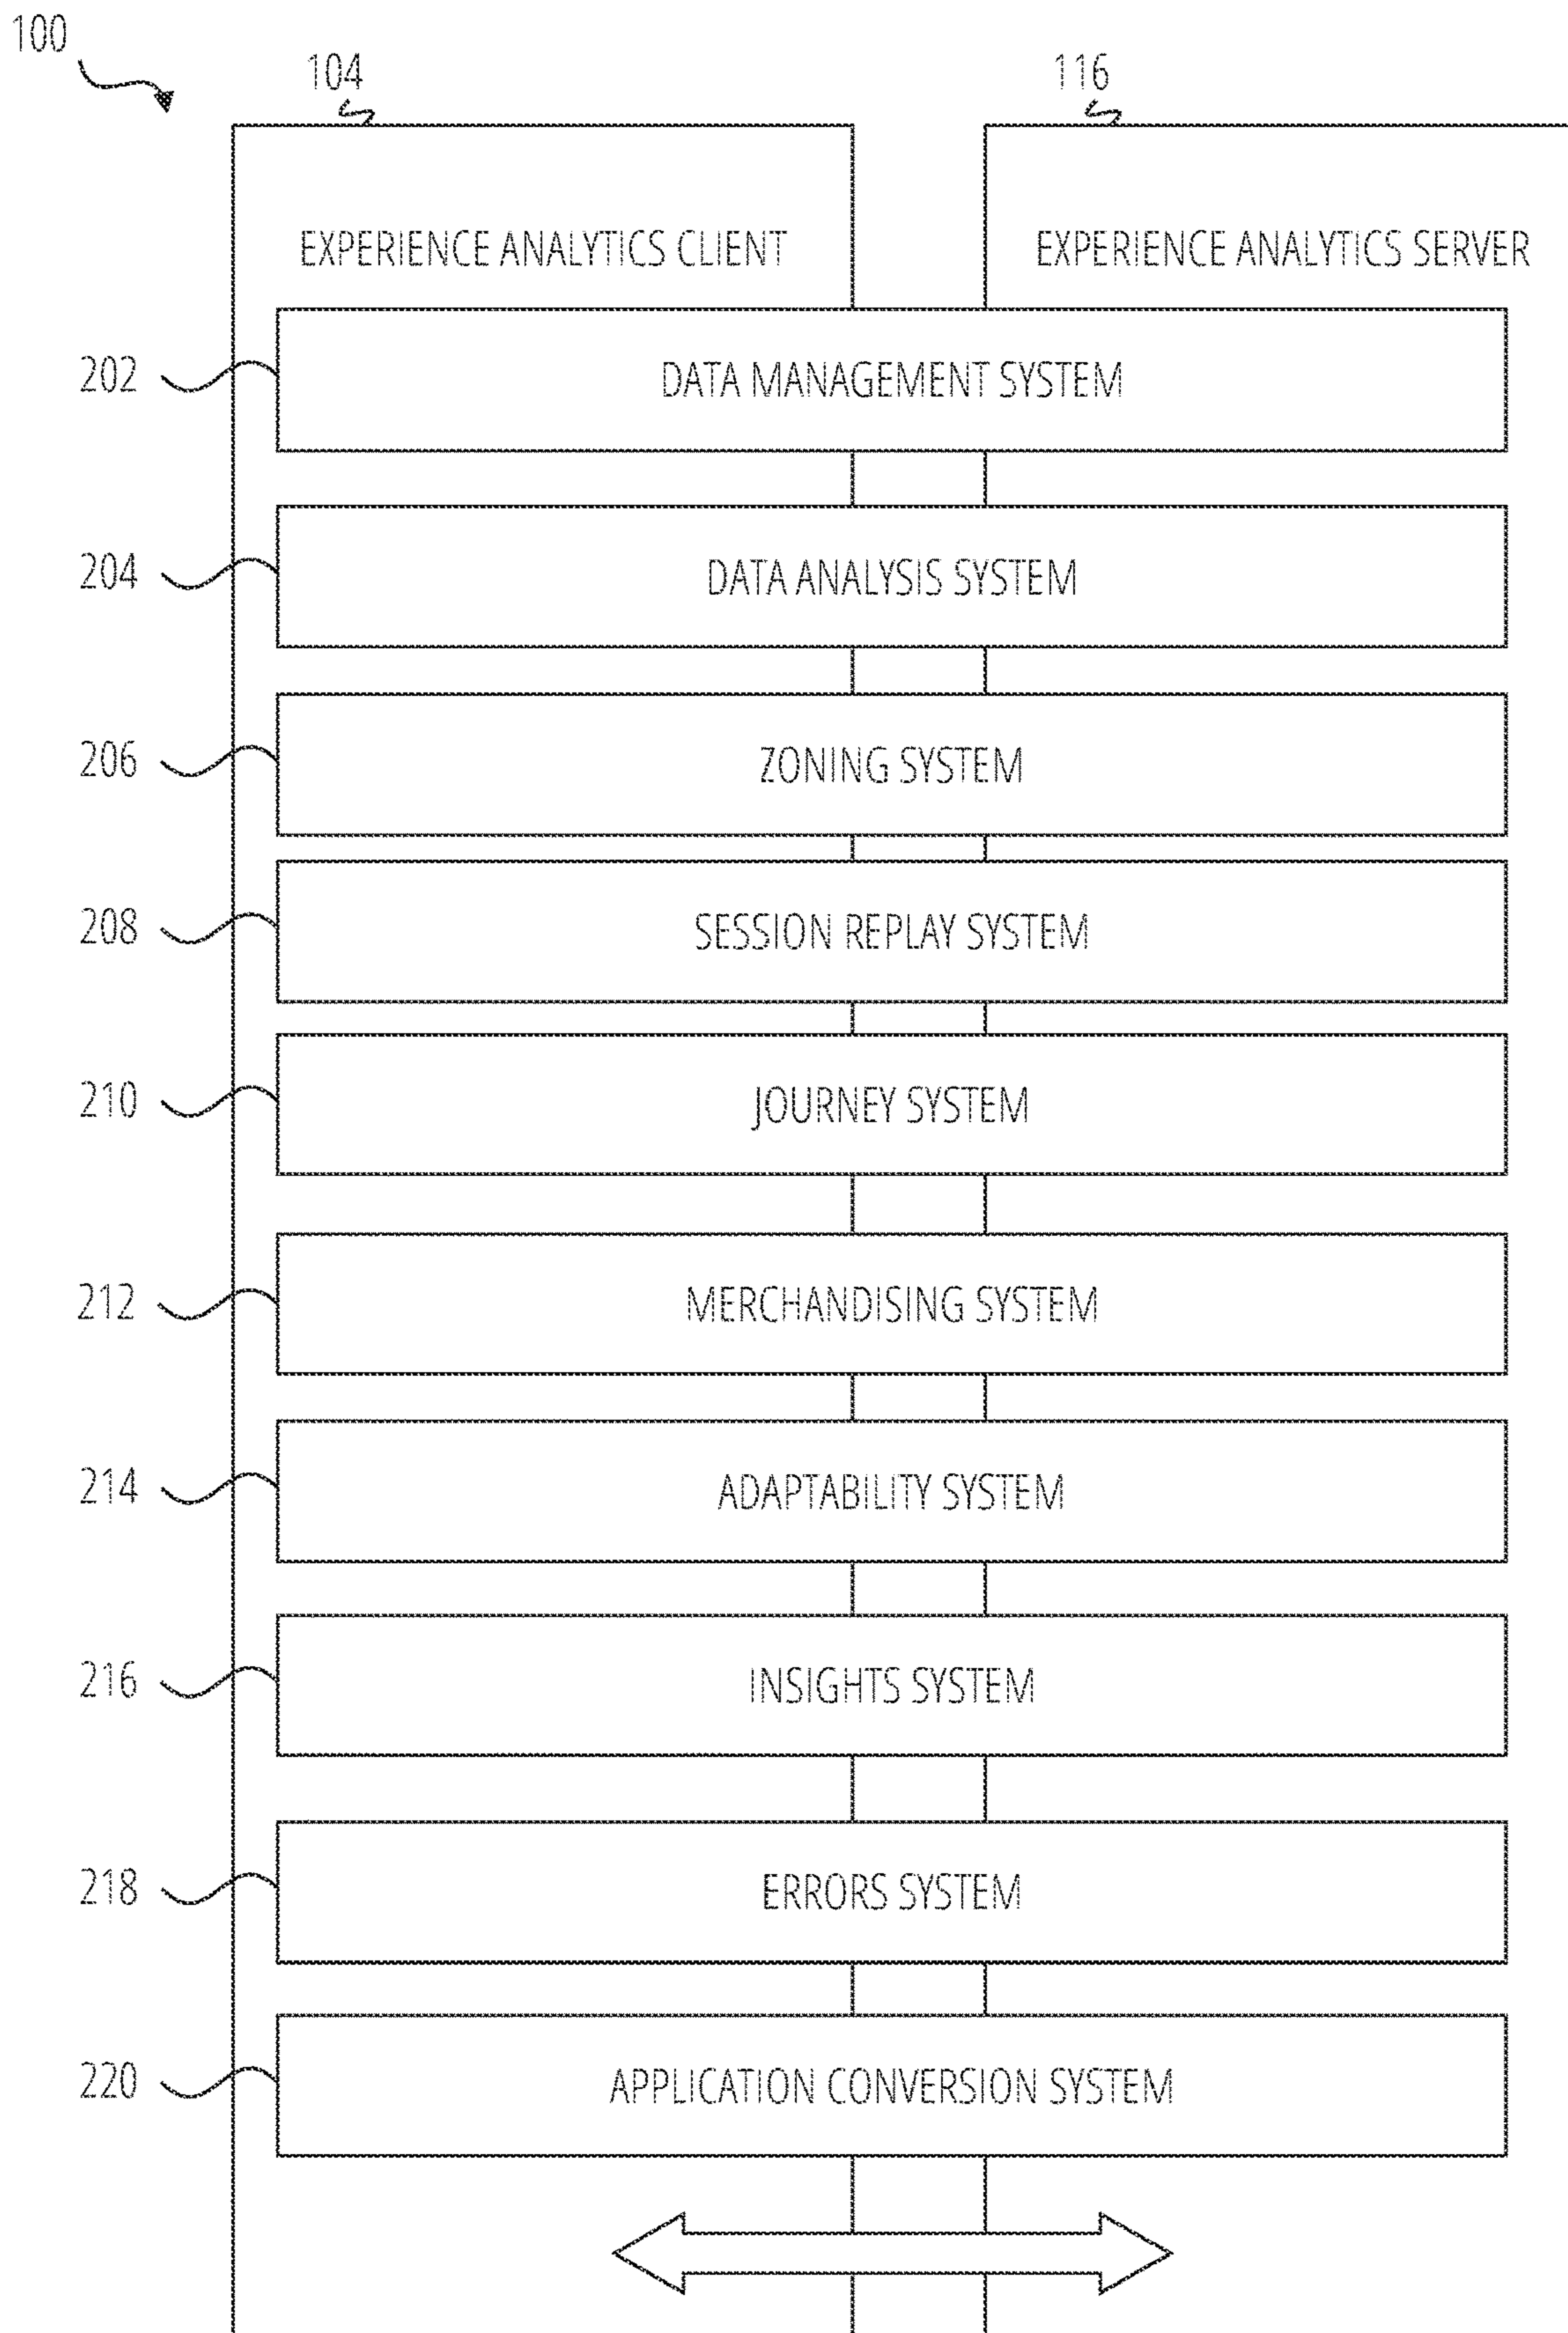 100
104
116
EXPERIENCE ANALYTICS CLIENT
EXPERIENCE ANALYTICS SERVER
202
DATA MANAGEMENT SYSTEM
204
DATA ANALYSIS SYSTEM
206
ZONING SYSTEM
208
SESSION REPLAY SYSTEM
210
JOURNEY SYSTEM
212
MERCHANDISING SYSTEM
214
ADAPTABILITY SYSTEM
216
INSIGHTS SYSTEM
218
ERRORS SYSTEM
220
APPLICATION CONVERSION SYSTEM